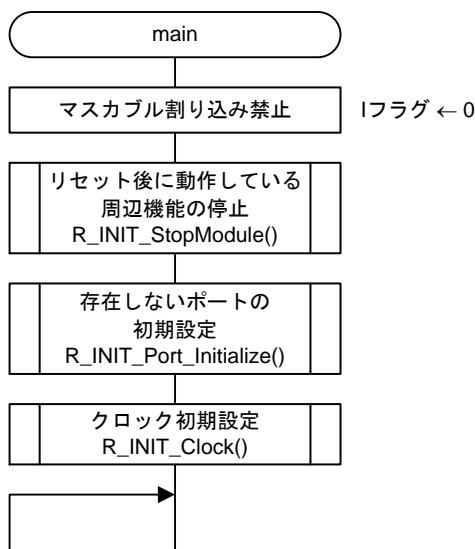 main
マスカブル割り込み禁止 Iフラグ ← 0
リセット後に動作している
周辺機能の停止
R_INIT_StopModule()
存在しないポートの
初期設定
R_INIT_Port_Initialize()
クロック初期設定
R_INIT_Clock()